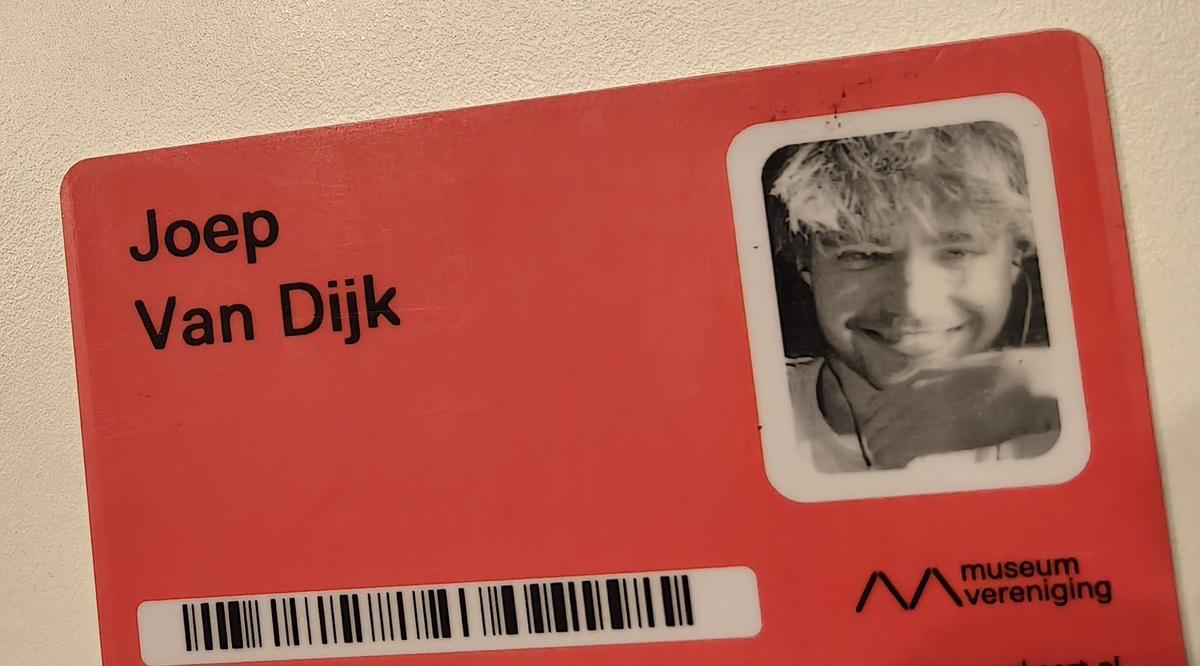 Joep
Van Dijk
museum
vereniging